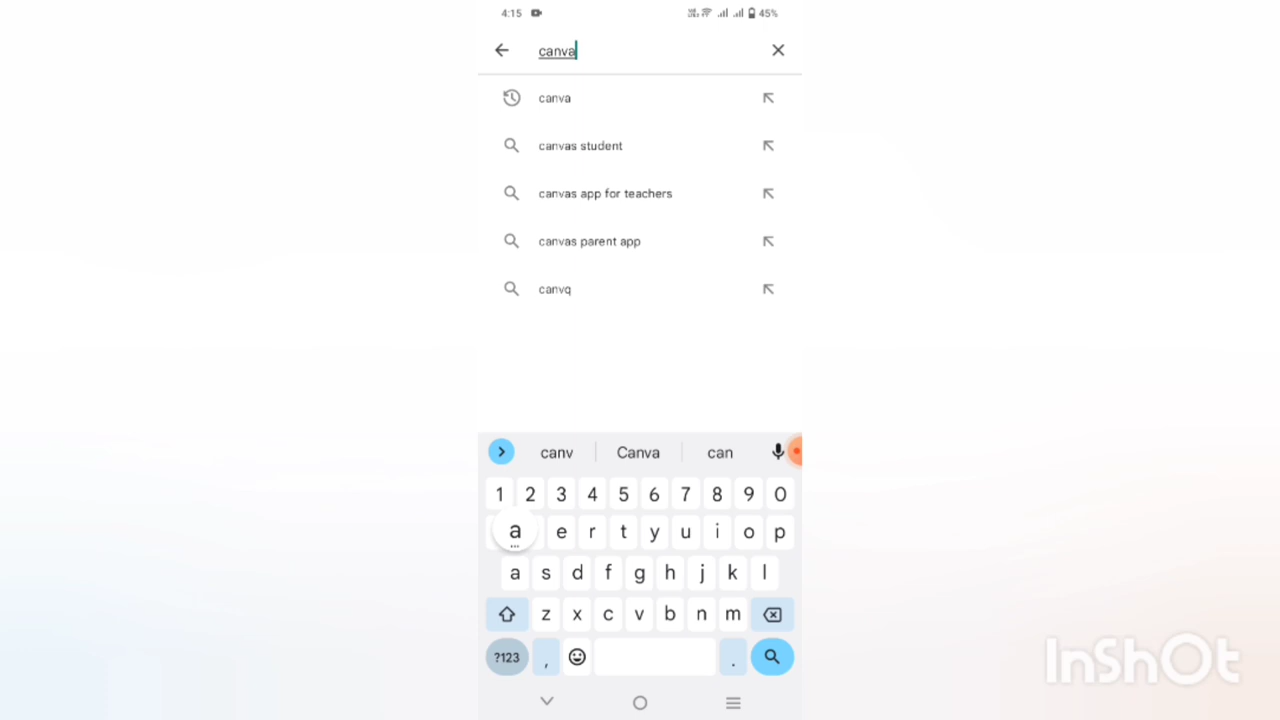 4:15 45%
canva
canva
canvas student
canvas app for teachers
canvas parent app
canvq
canv Canva can
1 2 3 4 5 6 7 8 9 0
a e r t y u i o p
a s d f g h j k l
z x c v b n m
?123 , .
InShOt